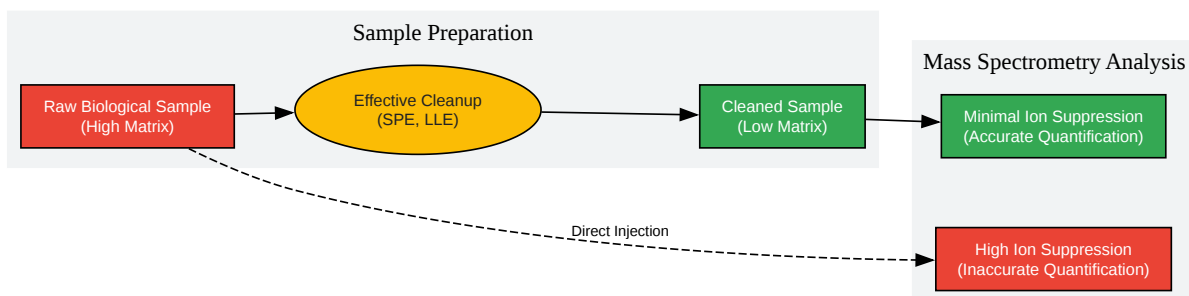 Sample Preparation
Mass Spectrometry Analysis
Raw Biological Sample
(High Matrix)
Effective Cleanup
(SPE, LLE)
Cleaned Sample
(Low Matrix)
Minimal Ion Suppression
(Accurate Quantification)
Direct Injection
High Ion Suppression
(Inaccurate Quantification)